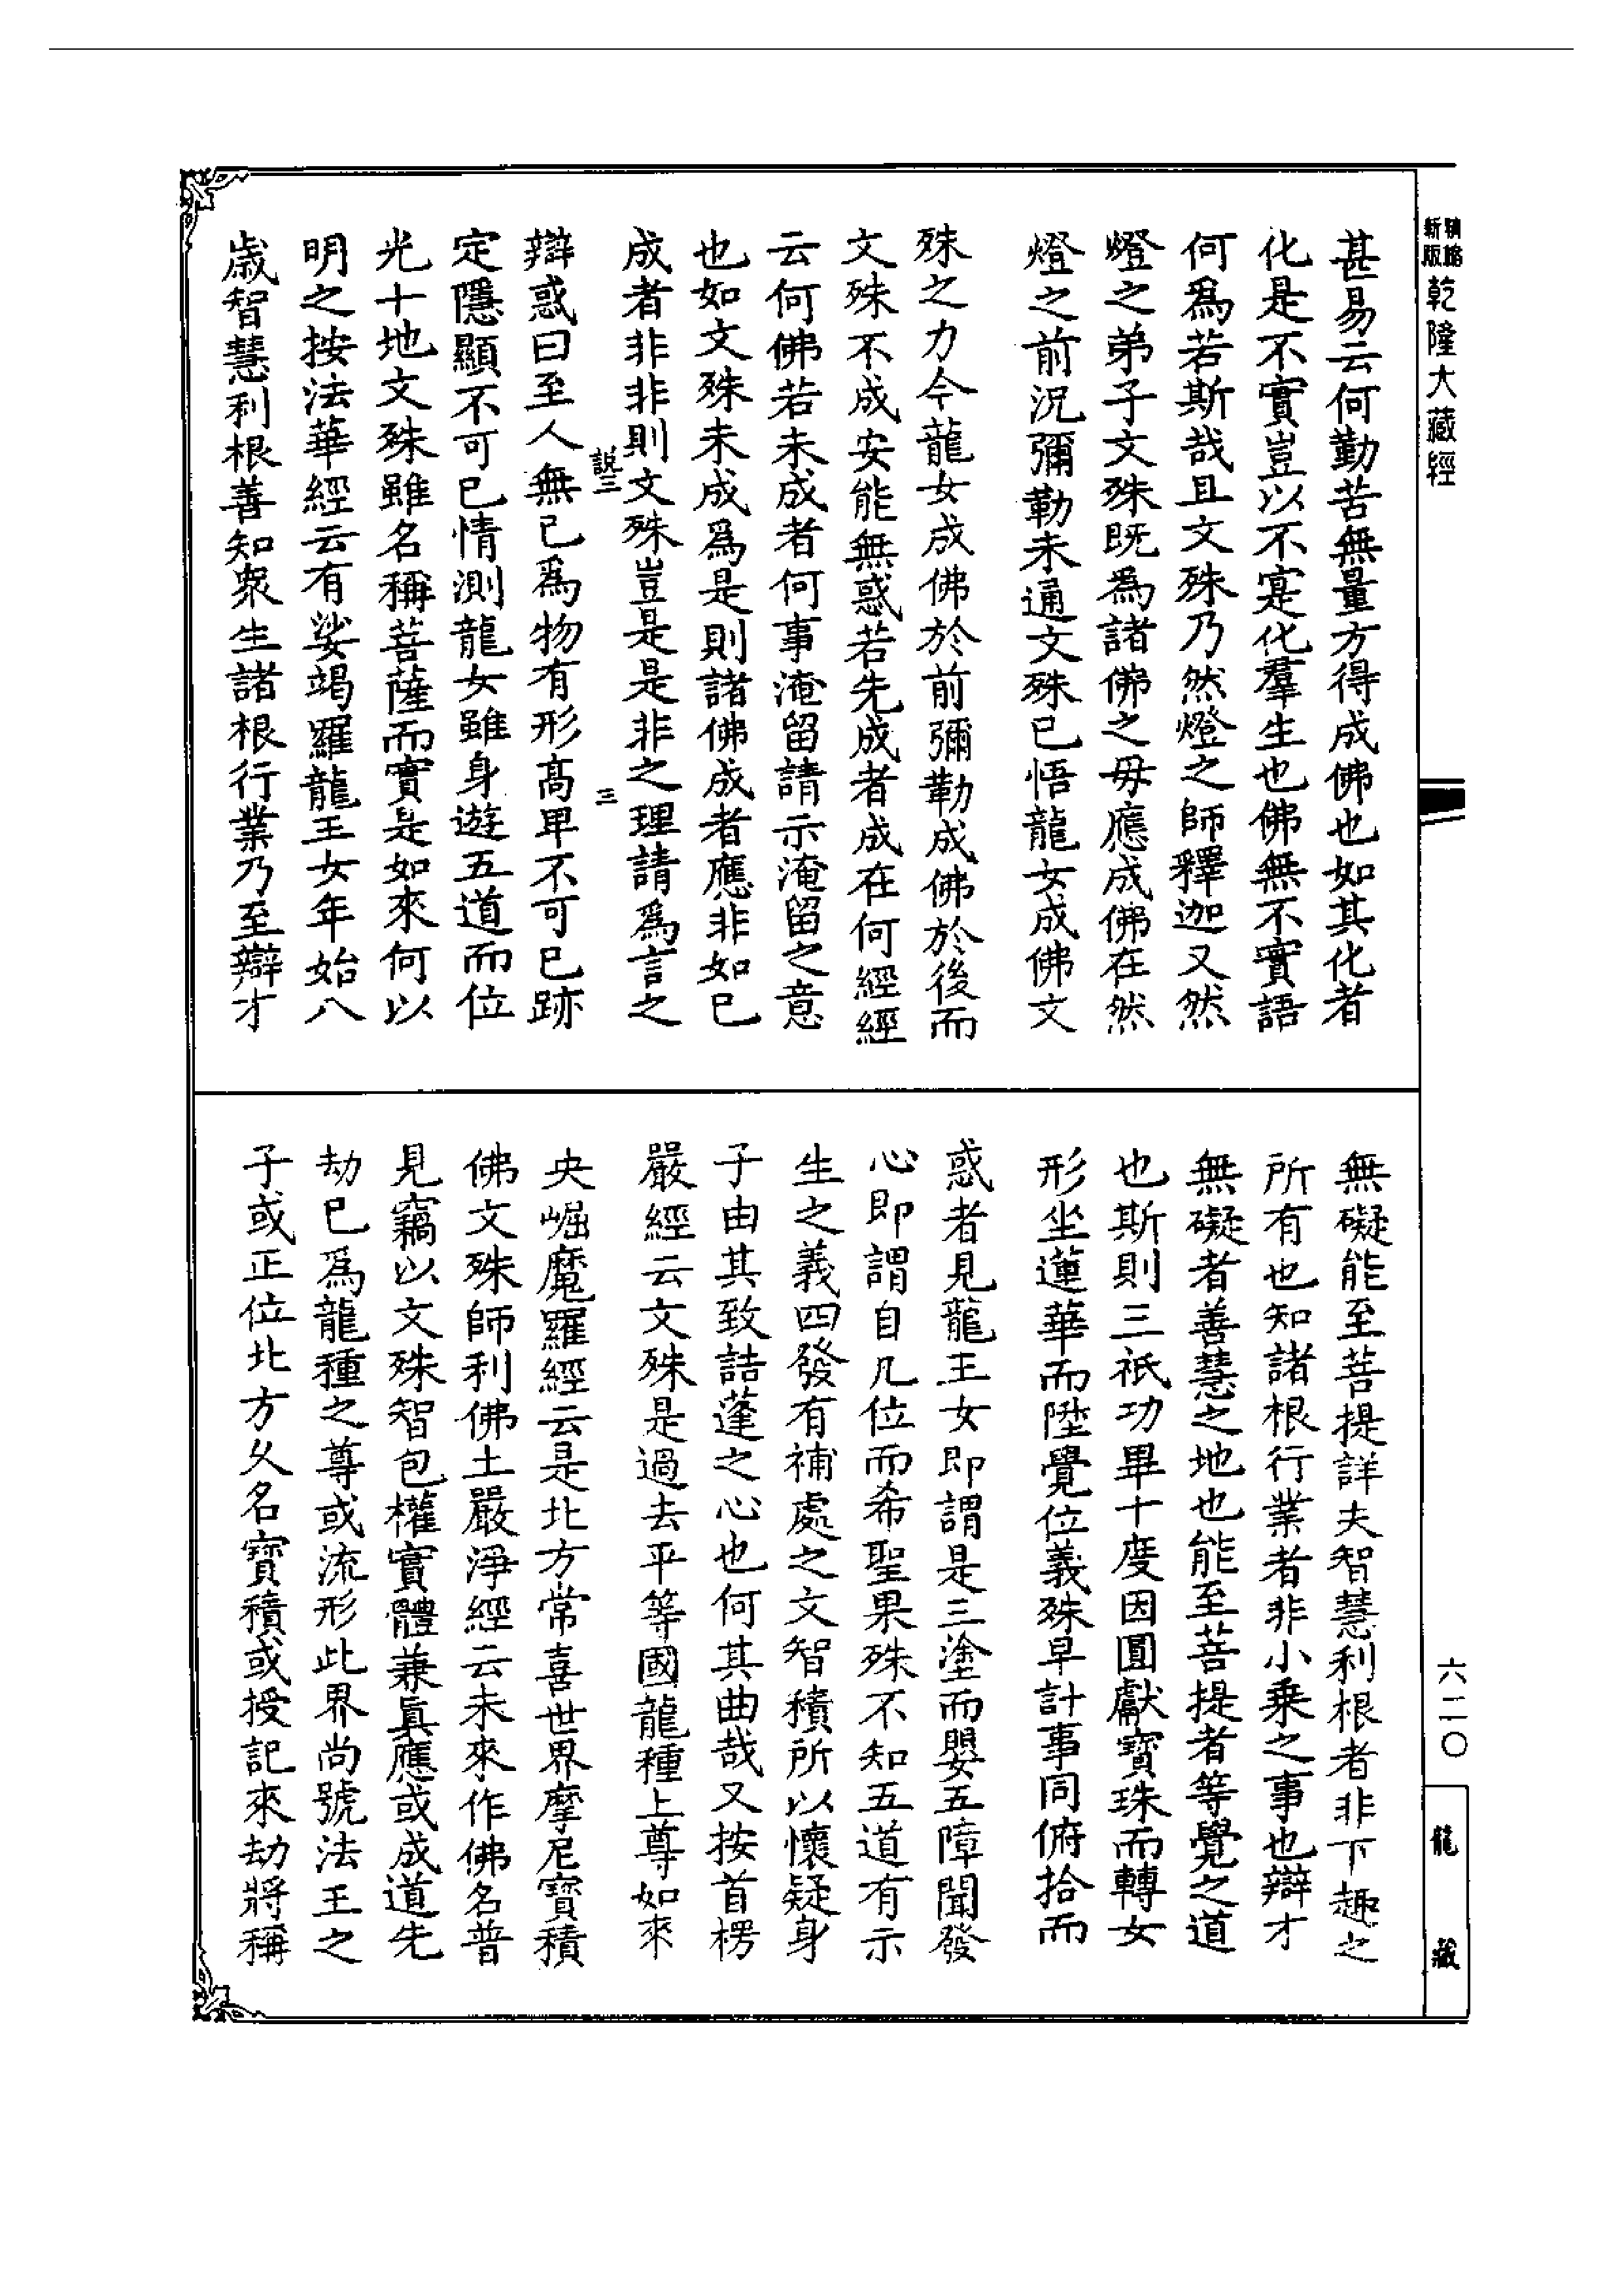 新版
精縮
乾隆大藏經
甚易云何勤苦無量方得成佛也如其化者
化是不實豈以不寔化羣生也佛無不實語
何爲若斯哉且文殊乃然燈之師釋迦又然
燈之弟子文殊既爲諸佛之母應成佛在然
燈之前況彌勒未通文殊已悟龍女成佛文
殊之力今龍女成佛於前彌勒成佛於後而
文殊不成安能無惑若先成者成在何經經
云何佛若未成者何事淹留請示淹留之意
也如文殊未成爲是則諸佛成者應非如已
成者非非則文殊豈是是非之理請爲言之
説三
三
辯惑曰至人無已爲物有形高卑不可已跡
定隱顯不可已情測龍女雖身遊五道而位
光十地文殊雖名稱菩薩而實是如來何以
明之按法華經云有娑竭羅龍王女年始八
歳智慧利根善知衆生諸根行業乃至辯才
無礙能至菩提詳夫智慧利根者非下趣之
所有也知諸根行業者非小乗之事也辯才
無礙者善慧之地也能至菩提者等覺之道
也斯則三祇功畢十度因圓獻寶珠而轉女
形坐蓮華而陞覺位義殊早計事同俯拾而
惑者見龍王女即謂是三塗而嬰五障聞發
心即謂自凡位而希聖果殊不知五道有示
生之義四發有補處之文智積所以懷疑身
子由其致詰蓬之心也何其曲哉又按首楞
嚴經云文殊是過去平等國龍種上尊如來
央崛魔羅經云是北方常喜世界摩尼寶積
佛文殊師利佛土嚴淨經云未來作佛名普
見竊以文殊智包權實體兼眞應或成道先
劫已爲龍種之尊或流形此界尚號法王之
子或正位北方久名寶積或授記來劫將稱
六二〇
龍藏